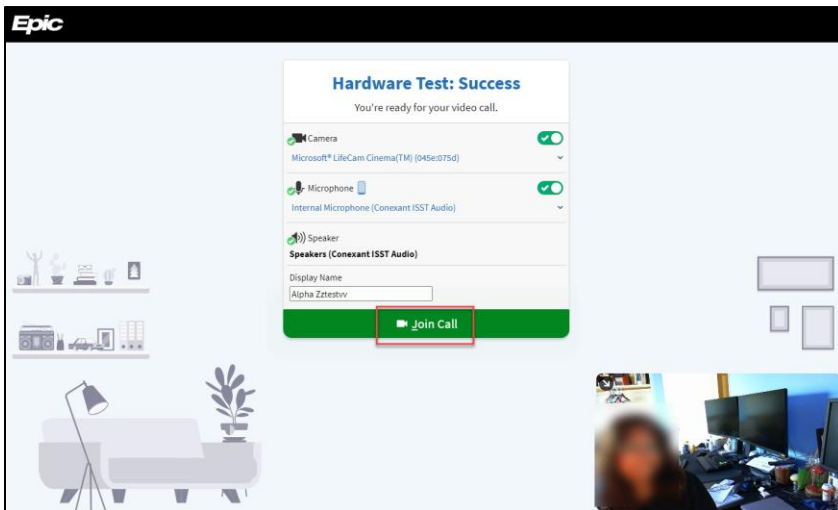 Epic
Hardware Test: Success
You're ready for your video call.
Camera
Microsoft® LifeCam Cinema(TM) (045e:075d)
Microphone
Internal Microphone (Conexant ISST Audio)
Speaker
Speakers (Conexant ISST Audio)
Display Name
Alpha Zztestvv
Join Call